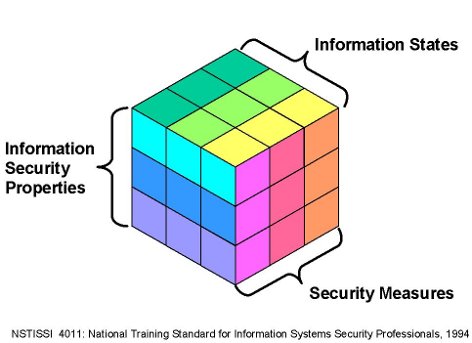 Information States
Information
Security
Properties
Security Measures
NSTISSI 4011: National Training Standard for Information Systems Security Professionals, 1994